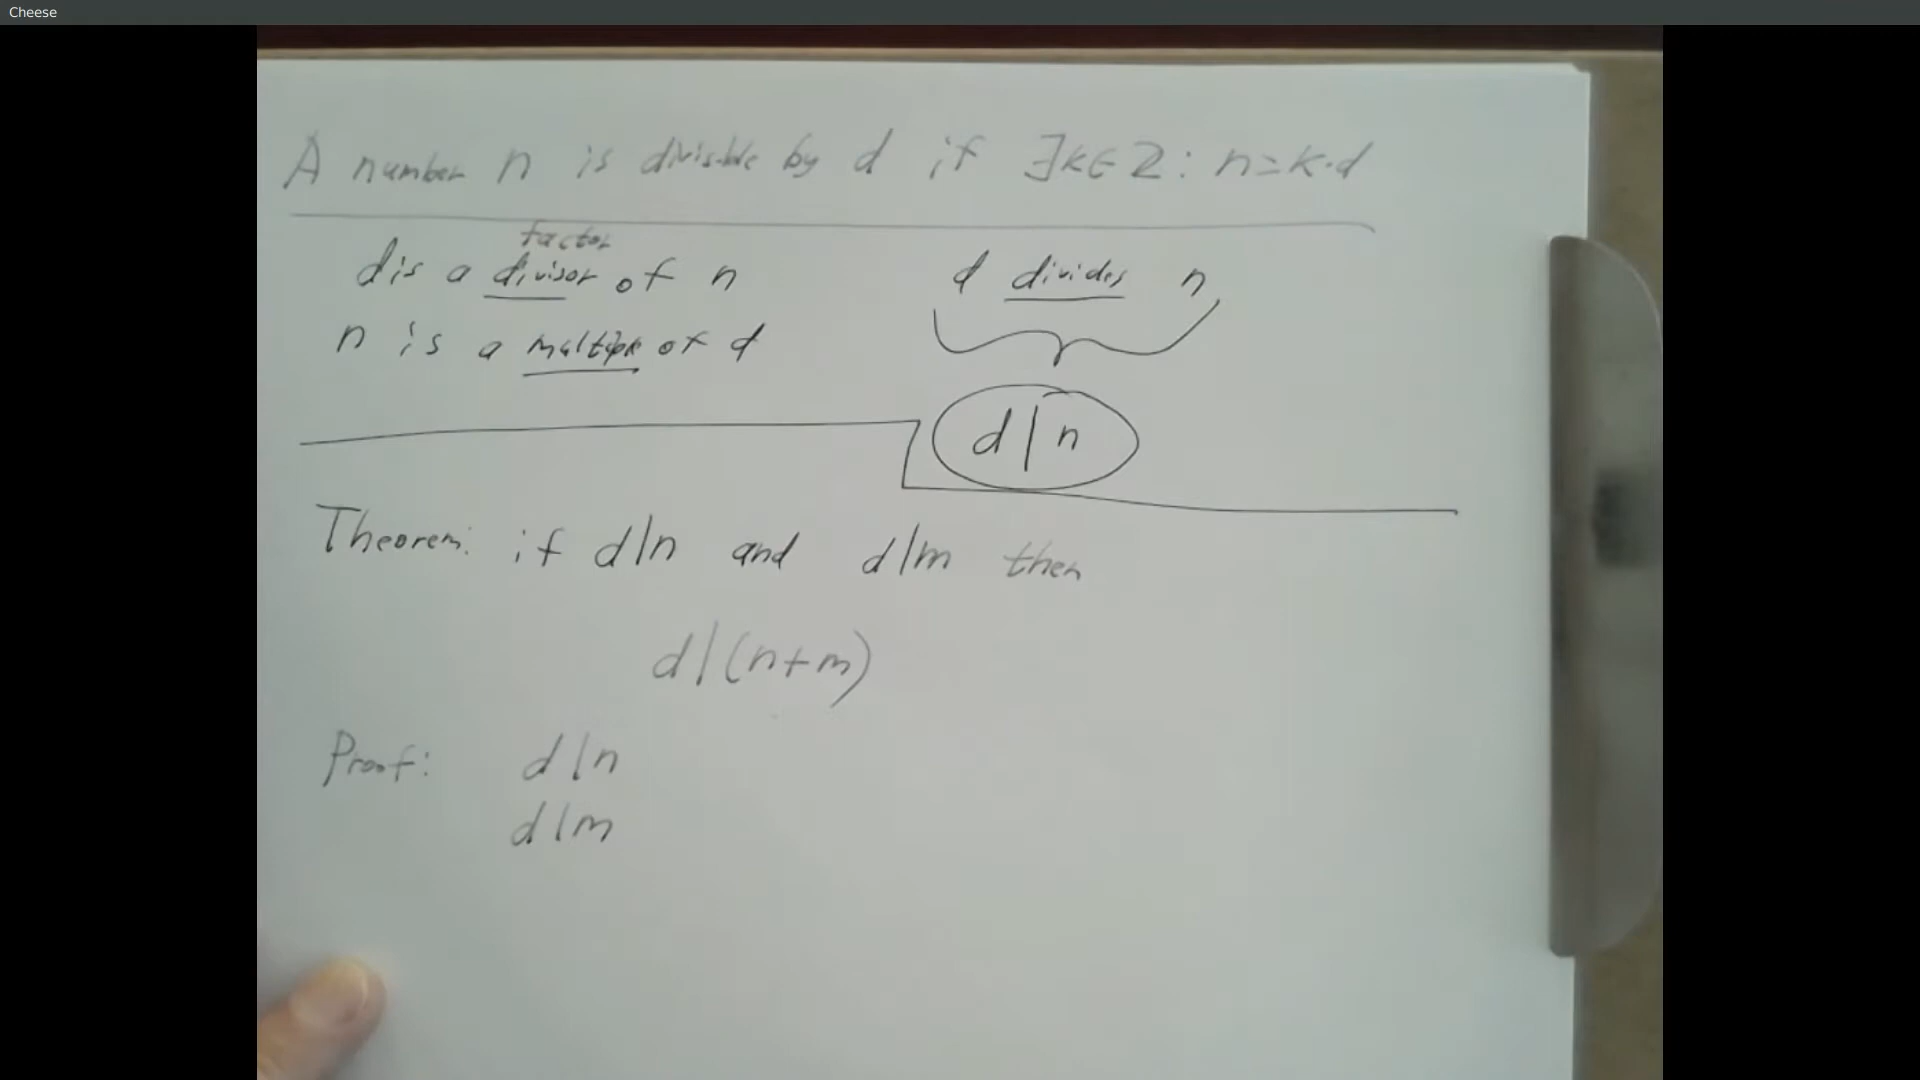 Cheese
A number n is divisible by d if ∃k∈Z: n=k·d
factor
d is a divisor of n
d divides n
n is a multiple of d
d|n
Theorem: if d|n and d|m then
d|(n+m)
Proof: d|n
d|m